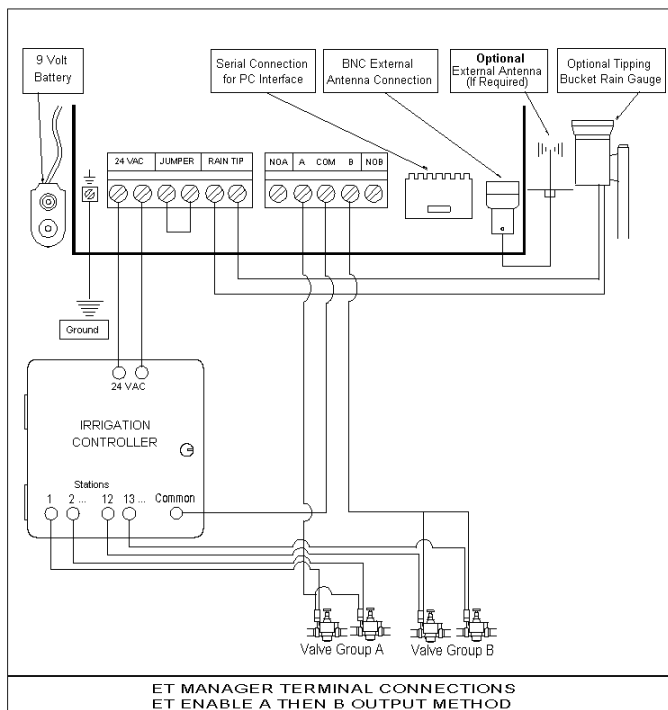 9 Volt
Battery
Serial Connection
for PC Interface
BNC External
Antenna Connection
Optional
External Antenna
(If Required)
Optional Tipping
Bucket Rain Gauge
24 VAC JUMPER RAIN TIP
NOA A COM B NOB
Ground
24 VAC
IRRIGATION
CONTROLLER
Stations
1 2 ... 12 13 ... Common
Valve Group A Valve Group B
ET MANAGER TERMINAL CONNECTIONS
ET ENABLE A THEN B OUTPUT METHOD